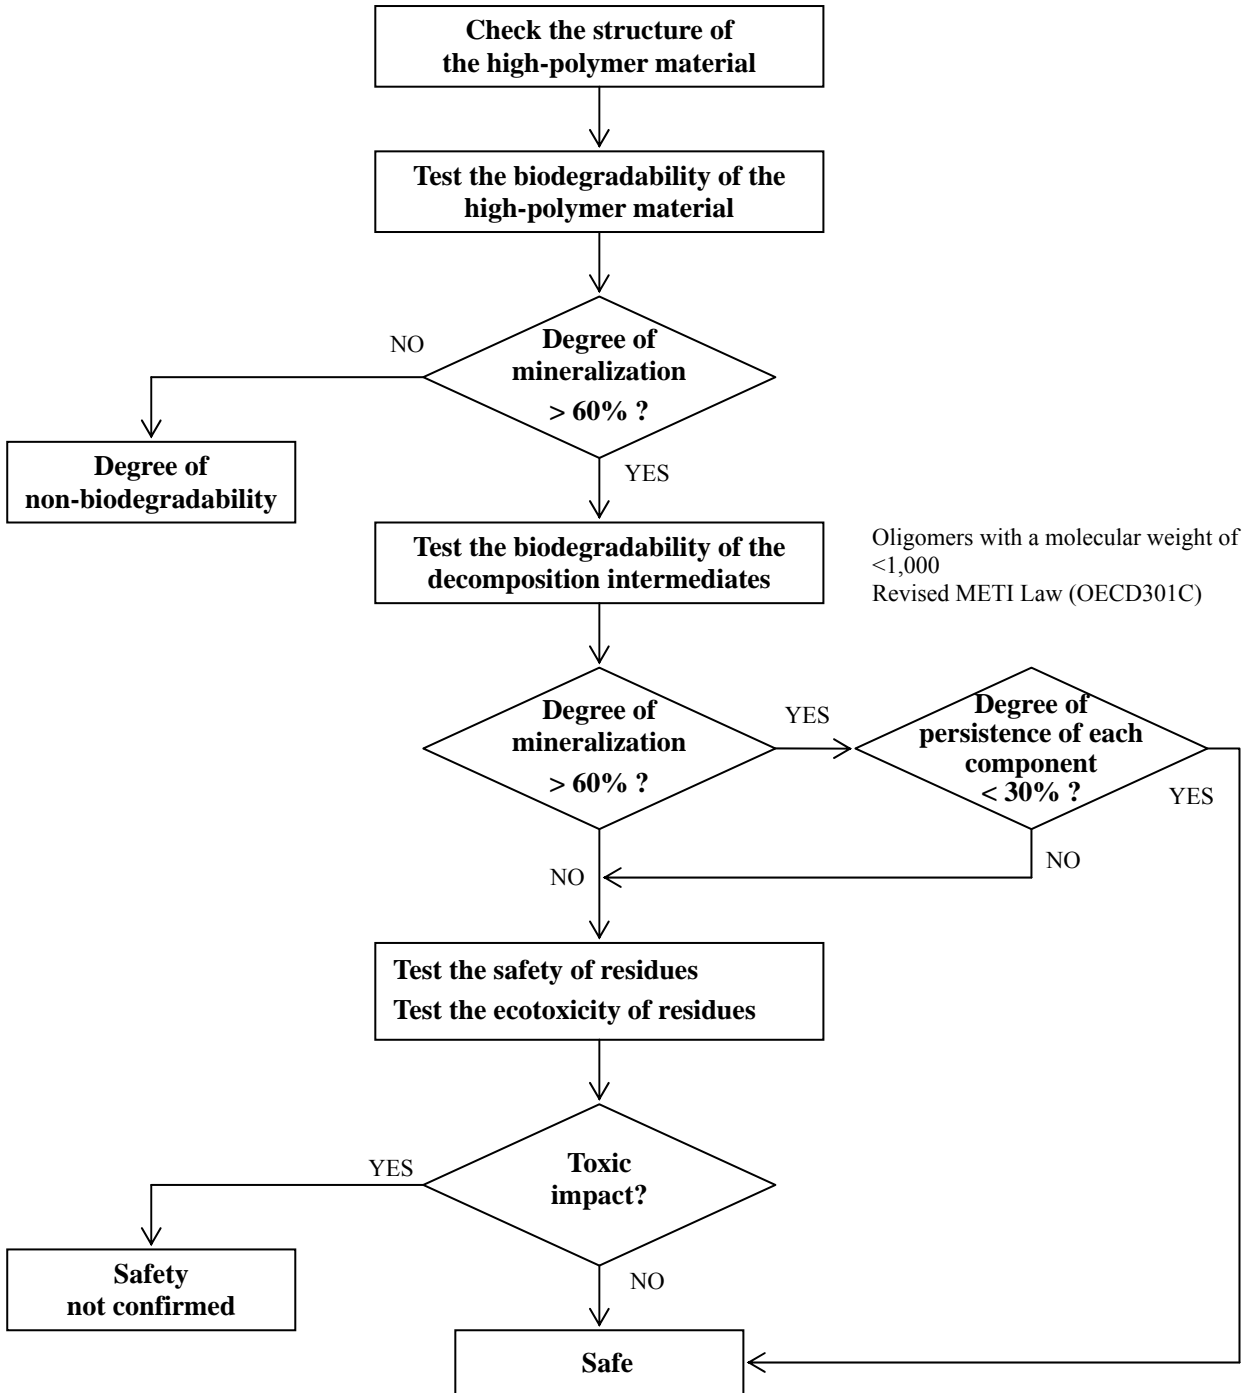 Check the structure of
the high-polymer material
Test the biodegradability of the
high-polymer material
NO
Degree of
mineralization
> 60% ?
YES
Degree of
non-biodegradability
Test the biodegradability of the
decomposition intermediates
Oligomers with a molecular weight of
<1,000
Revised METI Law (OECD301C)
Degree of
mineralization
> 60% ?
YES
Degree of
persistence of each
component
< 30% ?
YES
NO
NO
Test the safety of residues
Test the ecotoxicity of residues
YES
Toxic
impact?
Safety
not confirmed
NO
Safe